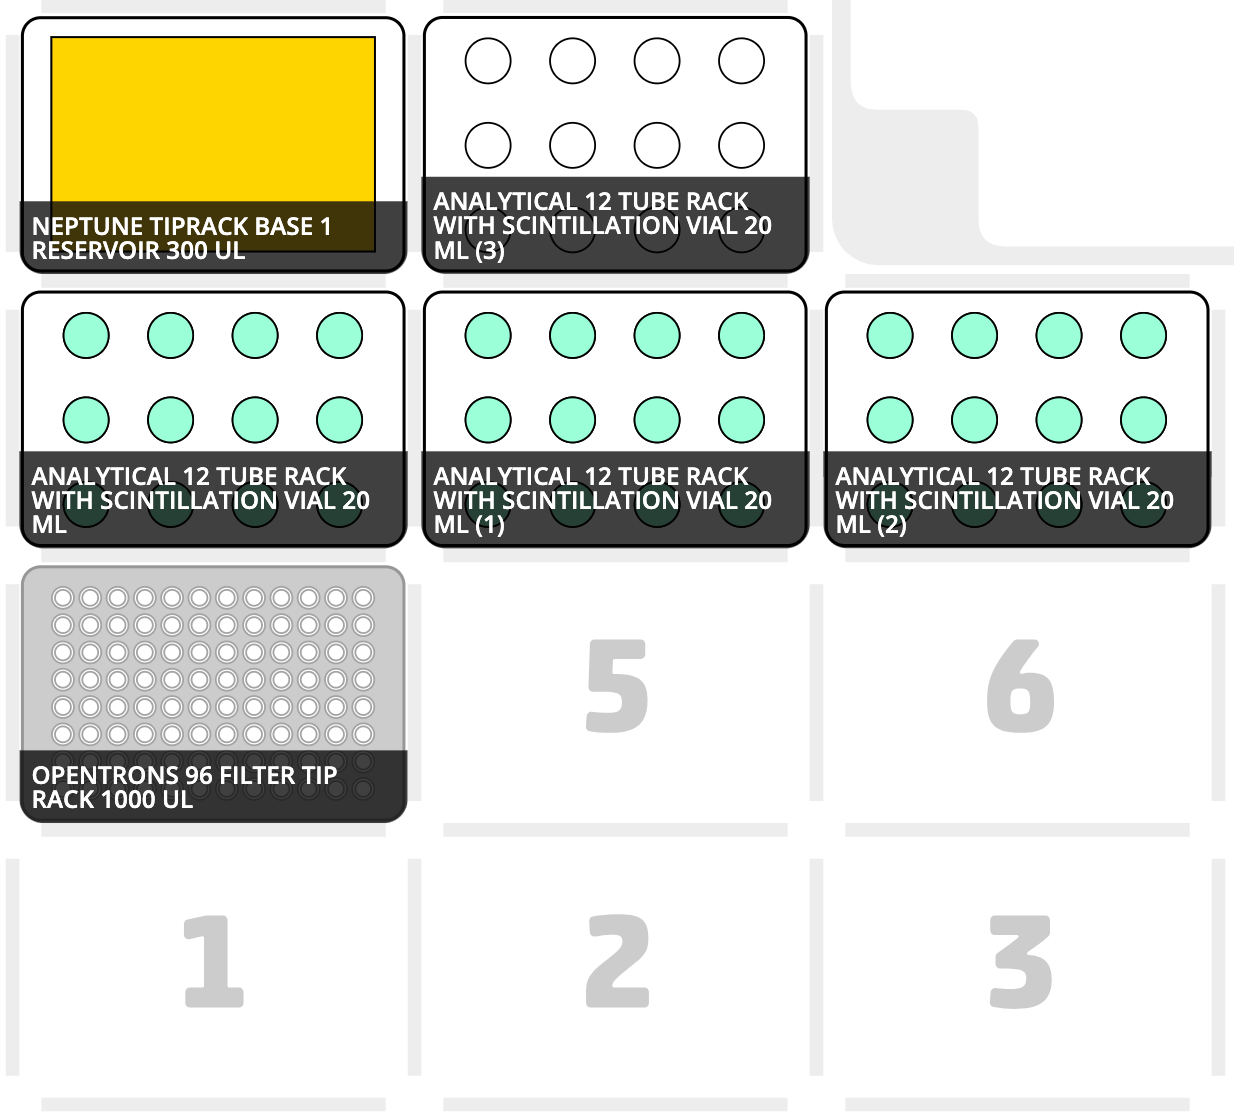 NEPTUNE TIPRACK BASE 1
RESERVOIR 300 UL
ANALYTICAL 12 TUBE RACK
WITH SCINTILLATION VIAL 20
ML (3)
ANALYTICAL 12 TUBE RACK
WITH SCINTILLATION VIAL 20
ML
ANALYTICAL 12 TUBE RACK
WITH SCINTILLATION VIAL 20
ML (1)
ANALYTICAL 12 TUBE RACK
WITH SCINTILLATION VIAL 20
ML (2)
OPENTRONS 96 FILTER TIP
RACK 1000 UL
5
6
1
2
3